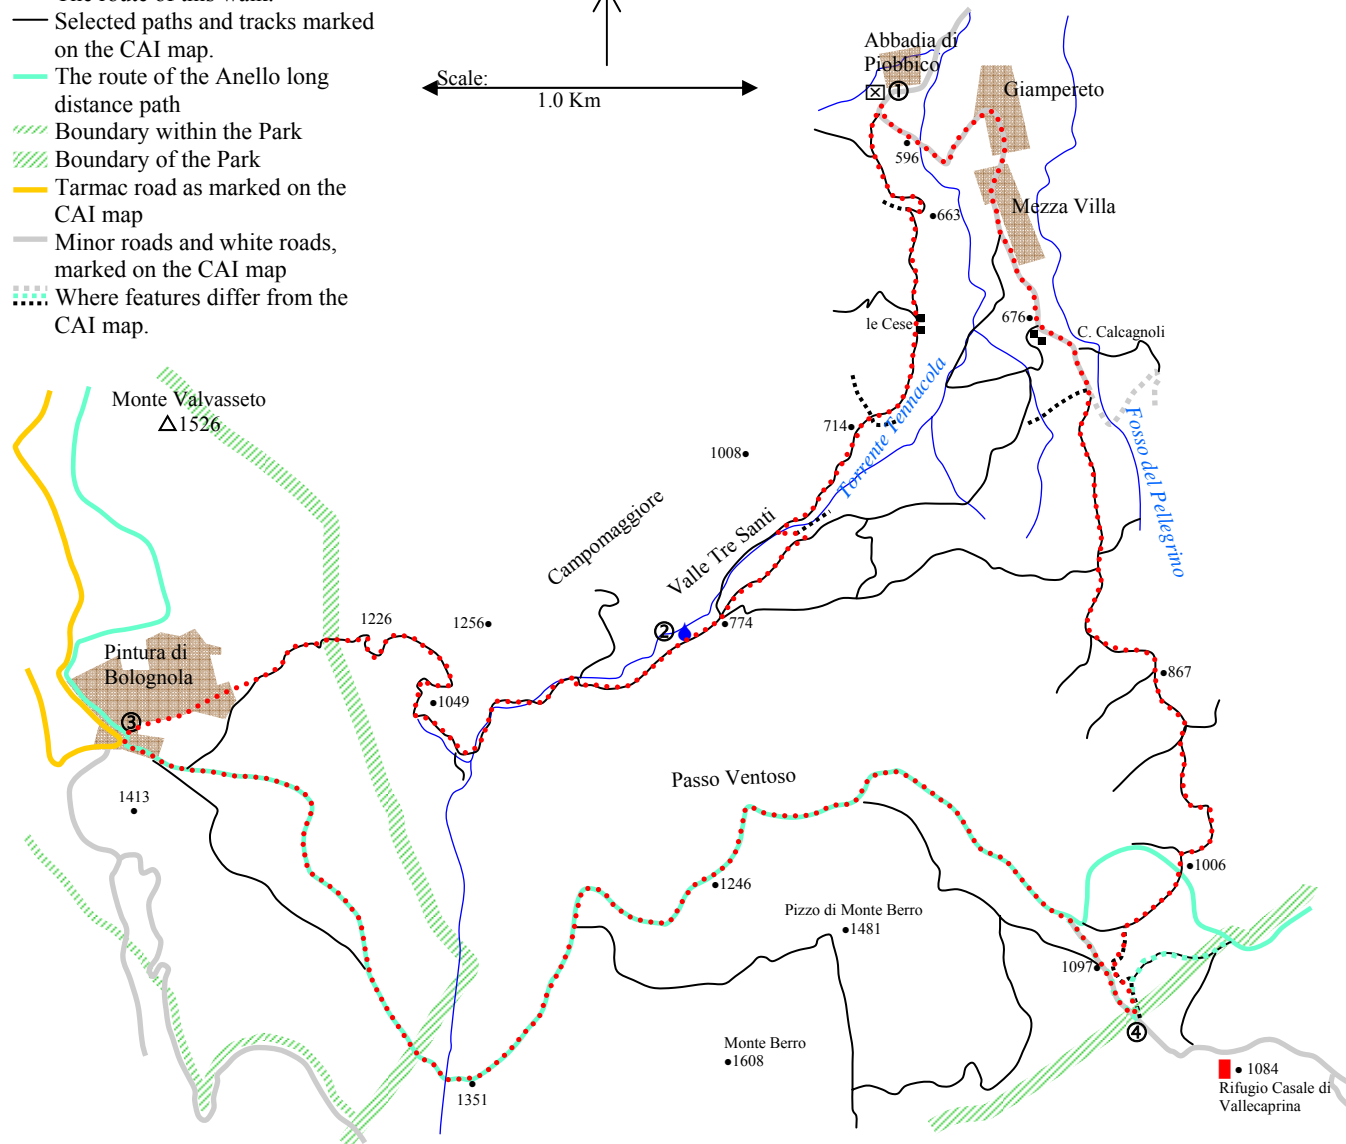 The route of this walk.
Selected paths and tracks marked
on the CAI map.
The route of the Anello long
distance path
Boundary within the Park
Boundary of the Park
Tarmac road as marked on the
CAI map
Minor roads and white roads,
marked on the CAI map
Where features differ from the
CAI map.
Scale:
1.0 Km
Abbadia di
Piobbico
①
Giampereto
596
Mezza Villa
663
le Cese
676
C. Calcagnoli
Torrente Tennacola
Fosso del Pellegrino
714
1008
Monte Valvasseto
1526
Campomaggiore
Valle Tre Santi
②
774
1256
1226
Pintura di
Bolognola
③
1049
867
1413
Passo Ventoso
1246
1006
Pizzo di Monte Berro
1481
1097
④
Monte Berro
1608
1351
1084
Rifugio Casale di
Vallecaprina